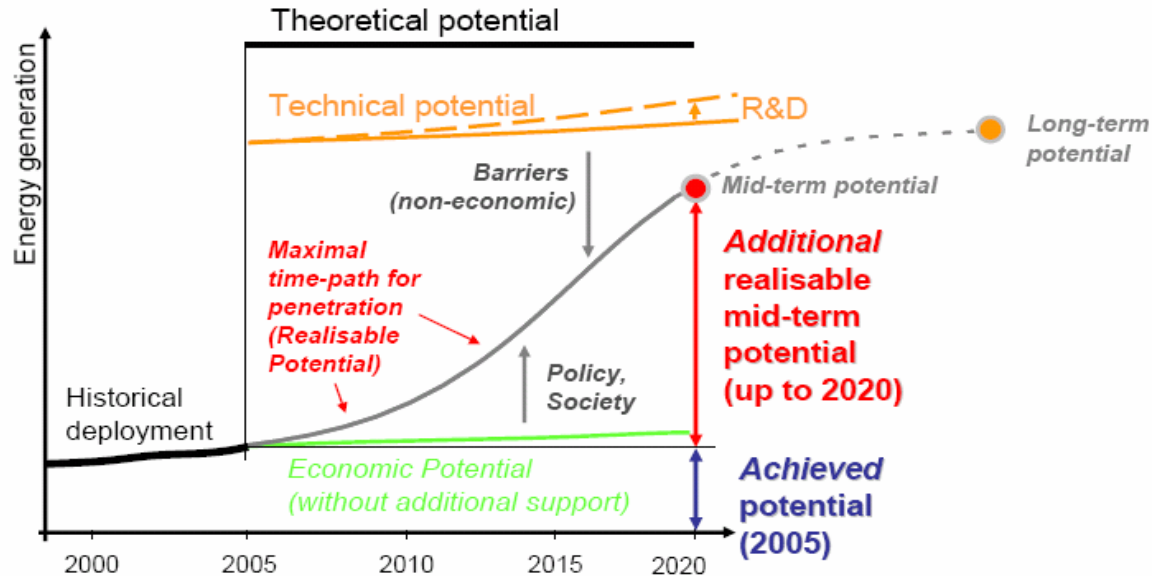 Theoretical potential
Energy generation
Technical potential
R&D
Long-term
potential
Barriers
(non-economic)
Mid-term potential
Maximal
time-path for
penetration
(Realisable
Potential)
Additional
realisable
mid-term
potential
(up to 2020)
Policy,
Society
Historical
deployment
Economic Potential
(without additional support)
Achieved
potential
(2005)
2000
2005
2010
2015
2020